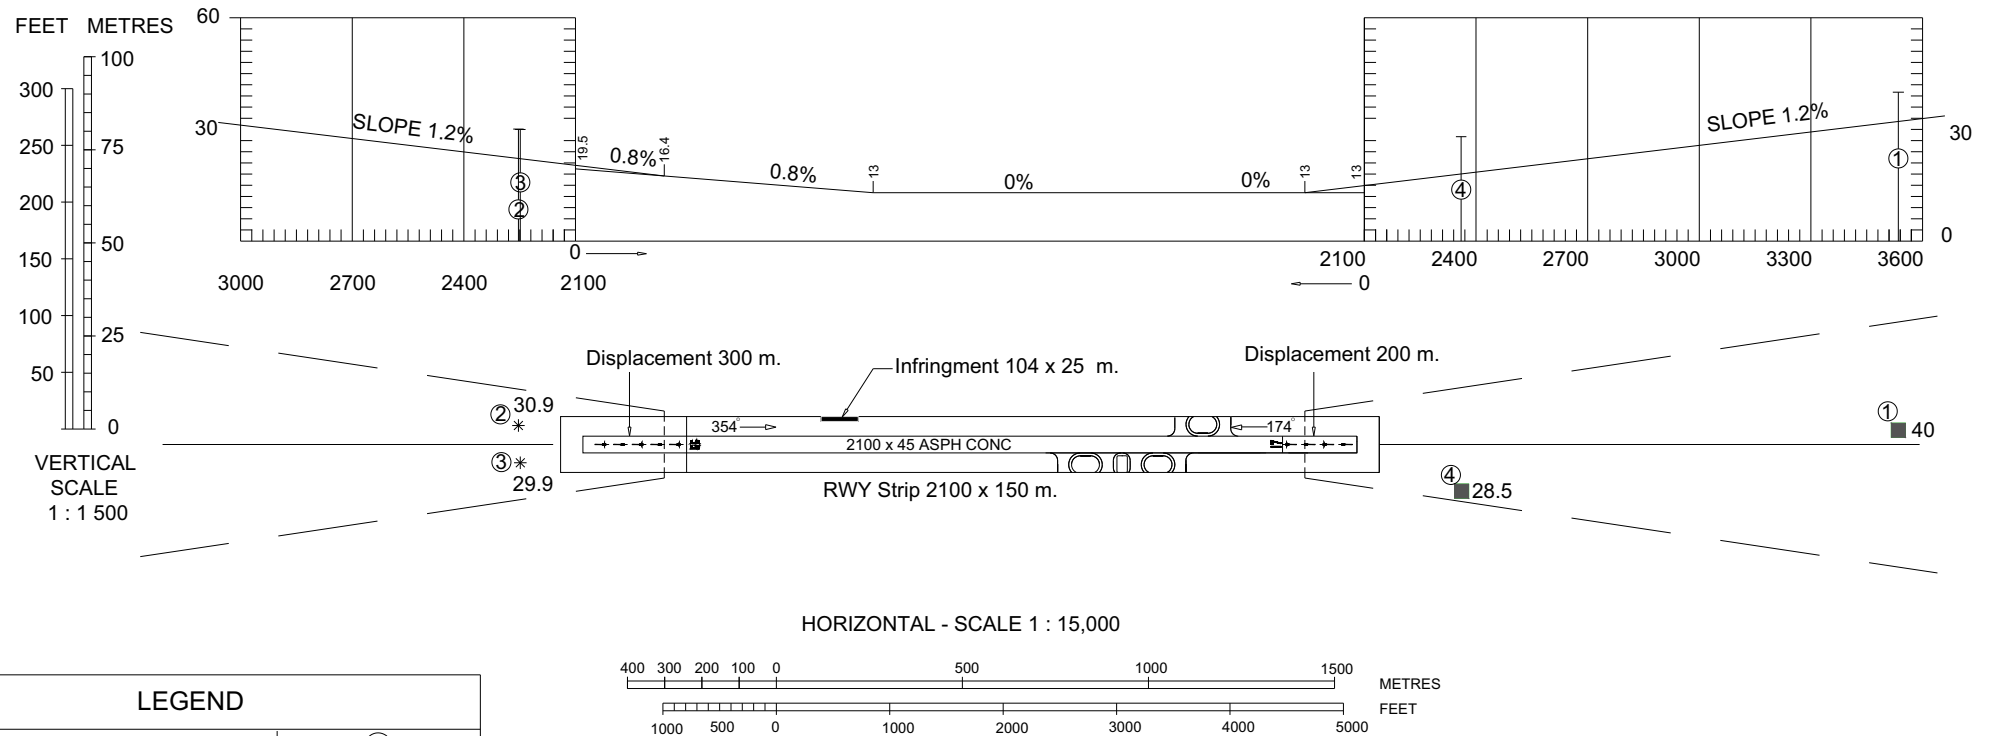 FEET METRES
60
100
300
SLOPE 1.2%
30
19.5
0.8%
16.4
0.8%
13
0%
0%
13
13
SLOPE 1.2%
30
250
75
③
②
④
①
200
50
0
0
150
2100
2400
2700
3000
3300
3600
3000
2700
2400
2100
0
100
25
50
0
Displacement 300 m.
Infringment 104 x 25 m.
Displacement 200 m.
② 30.9
354°
174°
① 40
2100 x 45 ASPH CONC
③
29.9
④ 28.5
RWY Strip 2100 x 150 m.
VERTICAL
SCALE
1 : 1 500
HORIZONTAL - SCALE 1 : 15,000
400 300 200 100 0 500 1000 1500
METRES
FEET
1000 500 0 1000 2000 3000 4000 5000
LEGEND